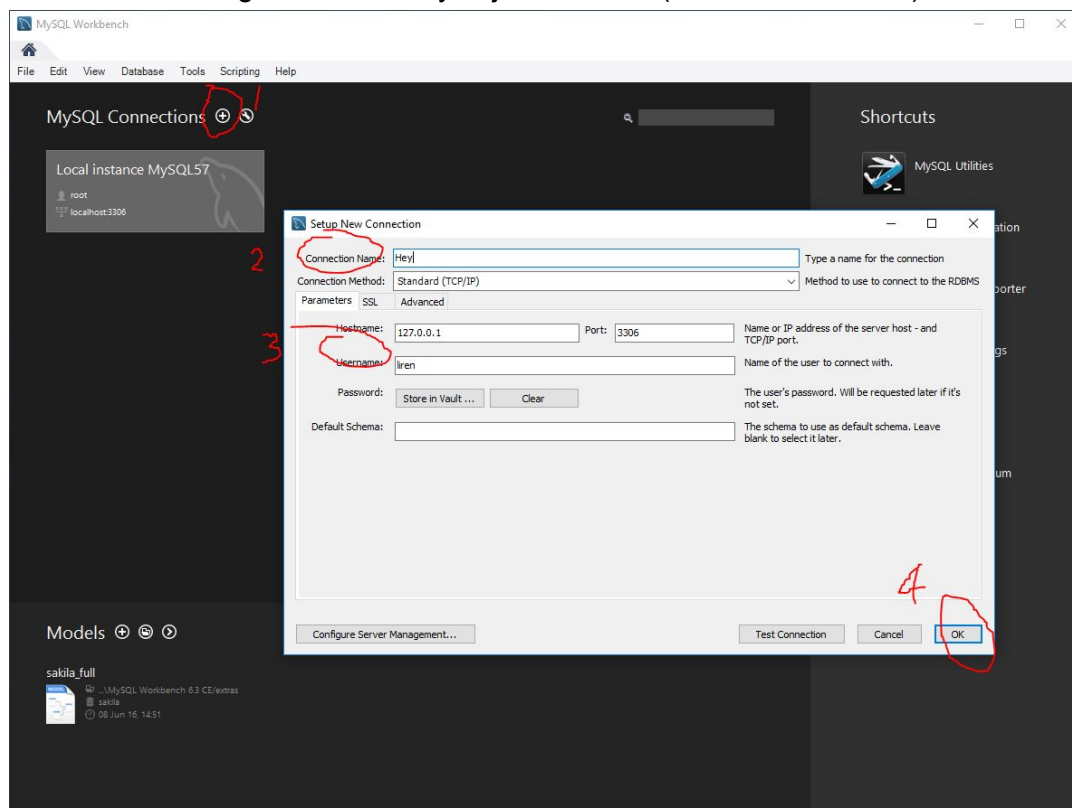 MySQL Workbench
File Edit View Database Tools Scripting Help
1
MySQL Connections
Shortcuts
Local instance MySQL57
root
localhost:3306
MySQL Utilities
ation
porter
gs
um
2
Setup New Connection
Connection Name: Hey Type a name for the connection
Connection Method: Standard (TCP/IP) Method to use to connect to the RDBMS
Parameters SSL Advanced
3
Hostname: 127.0.0.1 Port: 3306 Name or IP address of the server host - and
TCP/IP port.
Username: liren Name of the user to connect with.
Password: Store in Vault ... Clear The user's password. Will be requested later if it's
not set.
Default Schema: The schema to use as default schema. Leave
blank to select it later.
4
Configure Server Management... Test Connection Cancel OK
Models
sakila_full
...\MySQL Workbench 6.3 CE/extras
sakila
08 Jun 16, 14:51